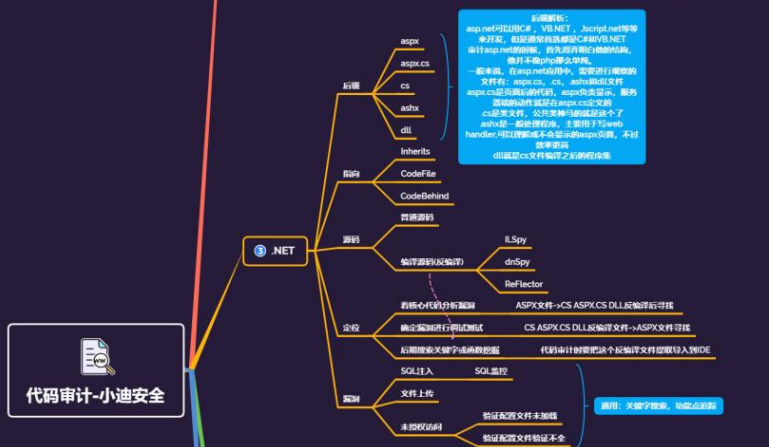 代码审计-小迪安全
3 .NET
后缀
aspx
aspx.cs
cs
ashx
dll
后缀解析：
asp.net可以用C#，VB.NET，Jscript.net等等
来开发，但是通常首选都是C#和VB.NET
审计asp.net的时候，首先得弄明白他的结构，
他并不像php那么单纯。
一般来说，在asp.net应用中，需要进行观察的
文件有：aspx.cs，.cs，.ashx和dll文件
aspx.cs是页面后的代码，aspx负责显示，服务
器端的动作就是在aspx.cs定义的
.cs是类文件，公共类神马的就是这个了
.ashx是一般处理程序，主要用于写web
handler,可以理解成不会显示的aspx页面，不过
效率更高
dll就是cs文件编译之后的程序集
指向
Inherits
CodeFile
CodeBehind
源码
普通源码
编译源码(反编译)
ILSpy
dnSpy
ReFlector
定位
看核心代码分析漏洞
ASPX文件->CS ASPX.CS DLL反编译后寻找
确定漏洞进行调试测试
CS ASPX.CS DLL反编译文件->ASPX文件寻找
后期搜索关键字或函数挖掘
代码审计时要把这个反编译文件提取导入到IDE
漏洞
SQL注入
SQL监控
文件上传
未授权访问
验证配置文件未加载
验证配置文件验证不全
通用：关键字搜索，功能点追踪